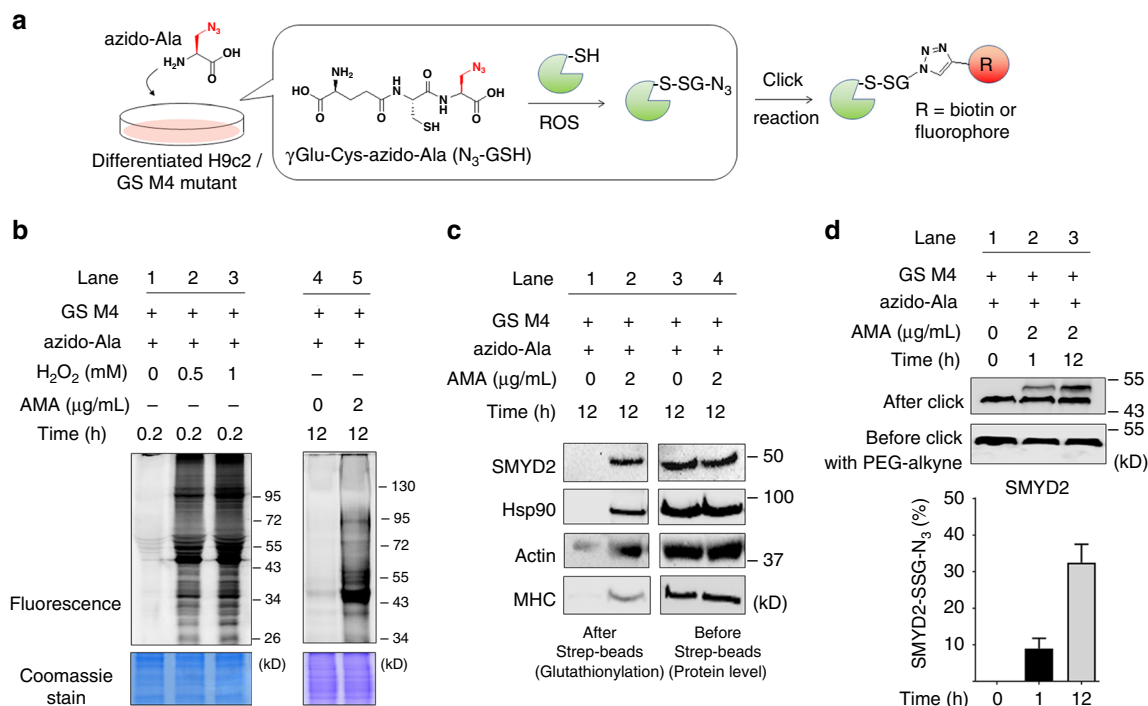 a
azido-Ala
N3
H2N
OH
O
Differentiated H9c2 /
GS M4 mutant
NH2
HO
O
O
H
N
O
N
H
N3
OH
O
SH
γGlu-Cys-azido-Ala (N3-GSH)
SH
ROS
S-SG-N3
Click
reaction
S-SG
N
N
N
R
R = biotin or
fluorophore
b
Lane 1 2 3 4 5
GS M4 + + + + +
azido-Ala + + + + +
H2O2 (mM) 0 0.5 1 – –
AMA (μg/mL) – – – 0 2
Time (h) 0.2 0.2 0.2 12 12
95
72
55
43
34
26
(kD)
130
95
72
55
43
34
(kD)
Fluorescence
Coomassie
stain
c
Lane 1 2 3 4
GS M4 + + + +
azido-Ala + + + +
AMA (μg/mL) 0 2 0 2
Time (h) 12 12 12 12
SMYD2 50
Hsp90 100
Actin 37
MHC (kD)
After
Strep-beads
(Glutathionylation)
Before
Strep-beads
(Protein level)
d
Lane 1 2 3
GS M4 + + +
azido-Ala + + +
AMA (μg/mL) 0 2 2
Time (h) 0 1 12
After click 55
43
Before click
with PEG-alkyne
55
(kD)
SMYD2
SMYD2-SSG-N3 (%)
50
40
30
20
10
Time (h) 0 1 12